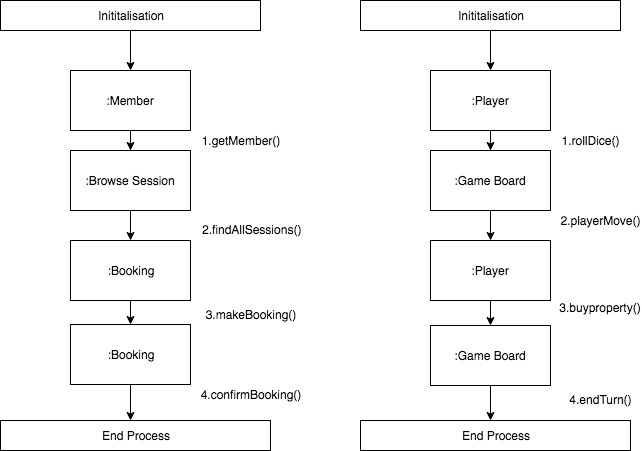 Inititalisation
:Member
1.getMember()
:Browse Session
2.findAllSessions()
:Booking
3.makeBooking()
:Booking
4.confirmBooking()
End Process
Inititalisation
:Player
1.rollDice()
:Game Board
2.playerMove()
:Player
3.buyproperty()
:Game Board
4.endTurn()
End Process